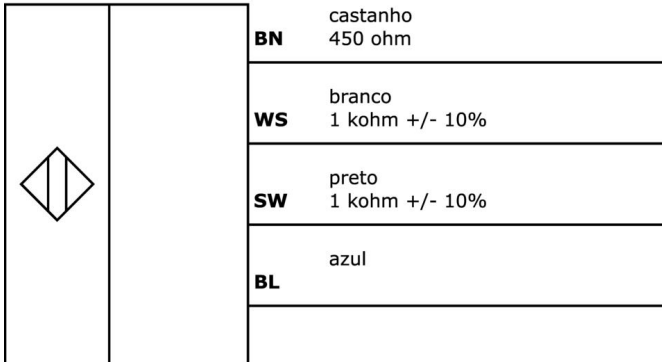 castanho
BN 450 ohm
branco
WS 1 kohm +/- 10%
preto
SW 1 kohm +/- 10%
azul
BL